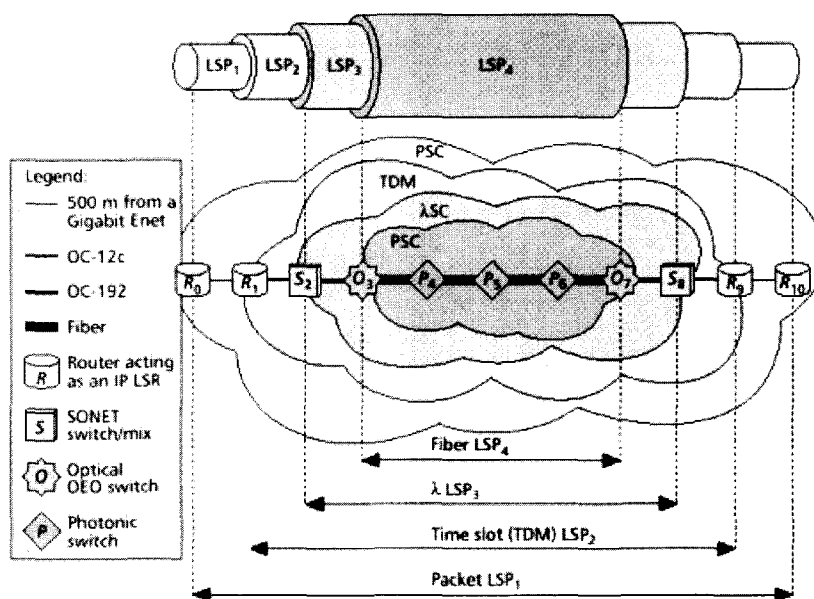 LSP1 LSP2 LSP3 LSP4
PSC
TDM
λSC
PSC
Legend:
500 m from a
Gigabit Enet
OC-12c
OC-192
Fiber
R Router acting
as an IP LSR
S SONET
switch/mix
O Optical
OEO switch
P Photonic
switch
R0 R1 S2 O3 P4 P5 P6 O7 S8 R9 R10
Fiber LSP4
λ LSP3
Time slot (TDM) LSP2
Packet LSP1